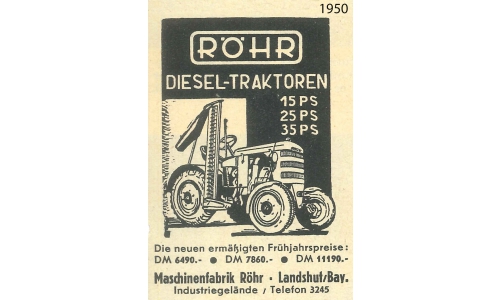 1950
RÖHR
DIESEL-TRAKTOREN
15 PS
25 PS
35 PS
Die neuen ermäßigten Frühjahrspreise:
DM 6490.- ● DM 7860.- ● DM 11190.-
Maschinenfabrik Röhr · Landshut/Bay.
Industriegelände / Telefon 3245